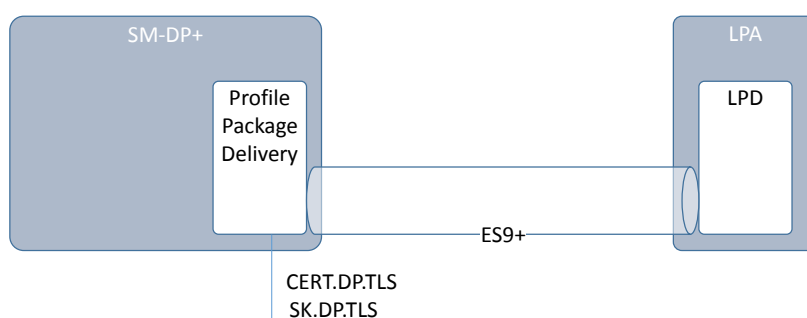 SM-DP+
LPA
Profile
Package
Delivery
LPD
ES9+
CERT.DP.TLS
SK.DP.TLS